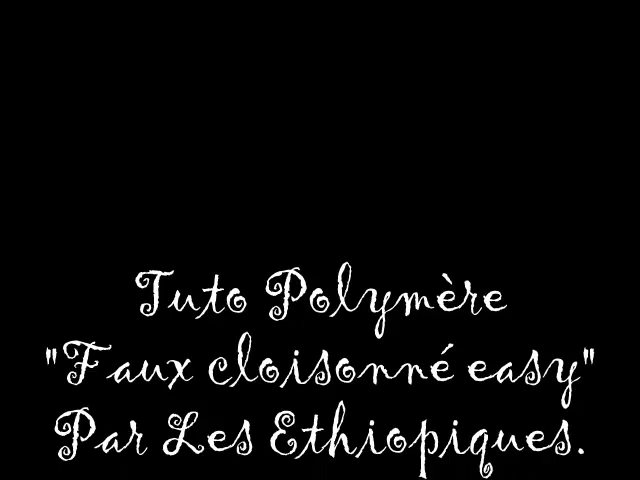 Tuto Polymère
"Faux cloisonné easy"
Par Les Ethiopiques.